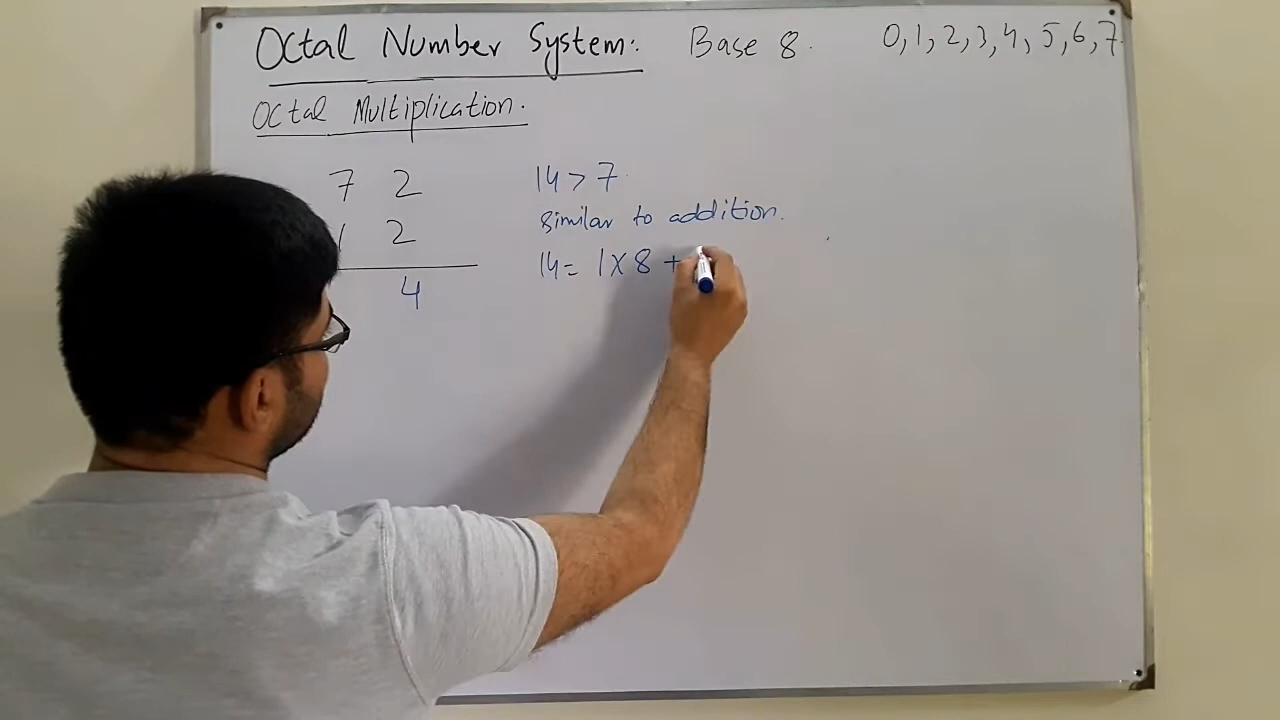 Octal Number System: Base 8. 0, 1, 2, 3, 4, 5, 6, 7.
Octal Multiplication.
7 2
1 2
4
14 > 7.
similar to addition.
14 = 1 x 8 +